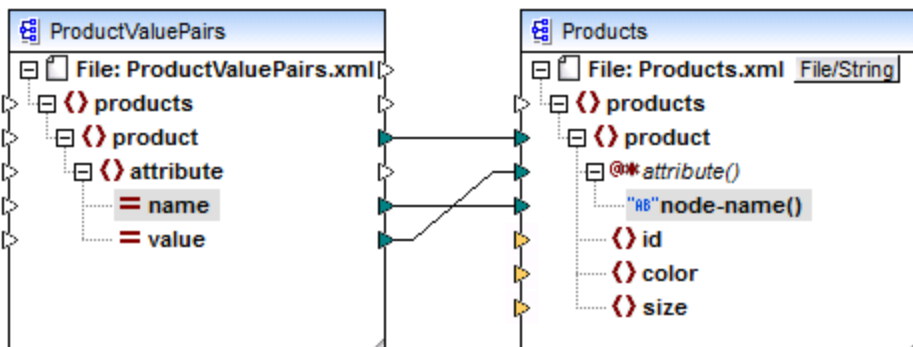 ProductValuePairs
File: ProductValuePairs.xml
products
product
attribute
= name
= value
Products
File: Products.xml File/String
products
product
@* attribute()
"AB" node-name()
id
color
size